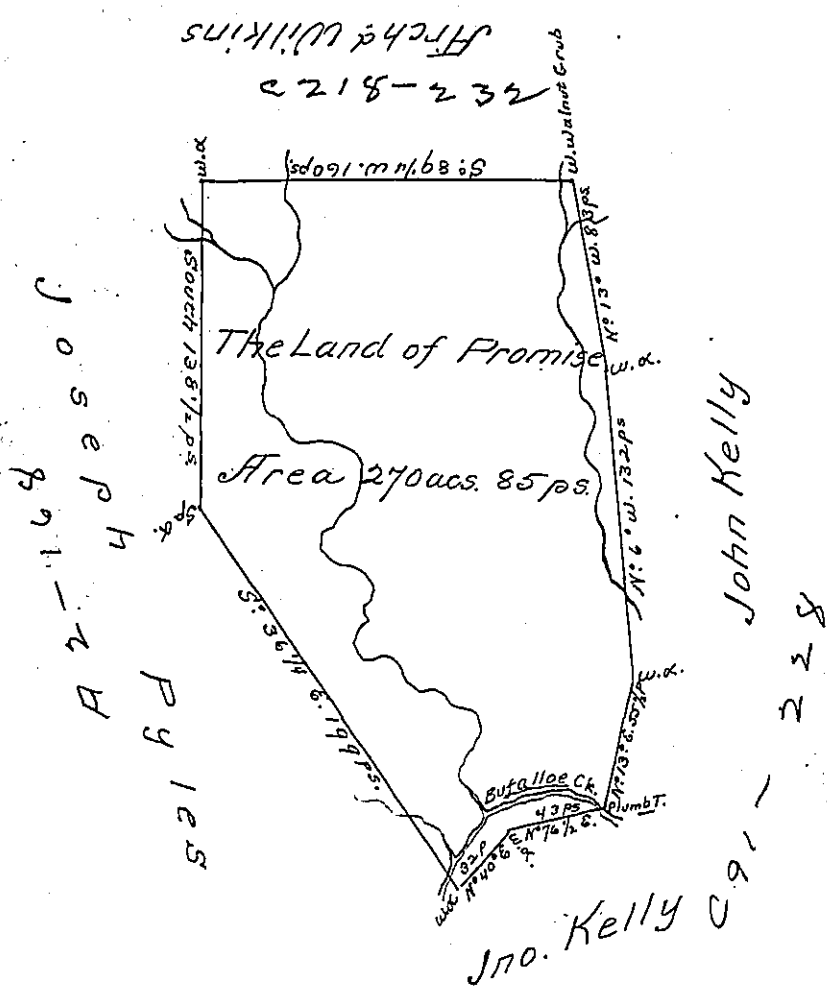 Archd. Wilkins
C218-232
W. Walnut Grub
W.O.
S: 89 1/4 W. 160 ps.
N: 13° W. 83 ps.
South 138 1/2 ps.
The Land of Promise
W.O.
Area 270 acs. 85 ps.
N: 6° W. 132 ps
John Kelly
C91-228
Joseph Pyles
Sp. O.
S: 36 1/4 E. 199 ps.
W.O.
N: 13° E. 55 1/2 P.
Bufalloe Ck.
Plumb T.
43 ps
N: 76 1/2 E.
32 P
N: 40° E
W.O.
Jno. Kelly